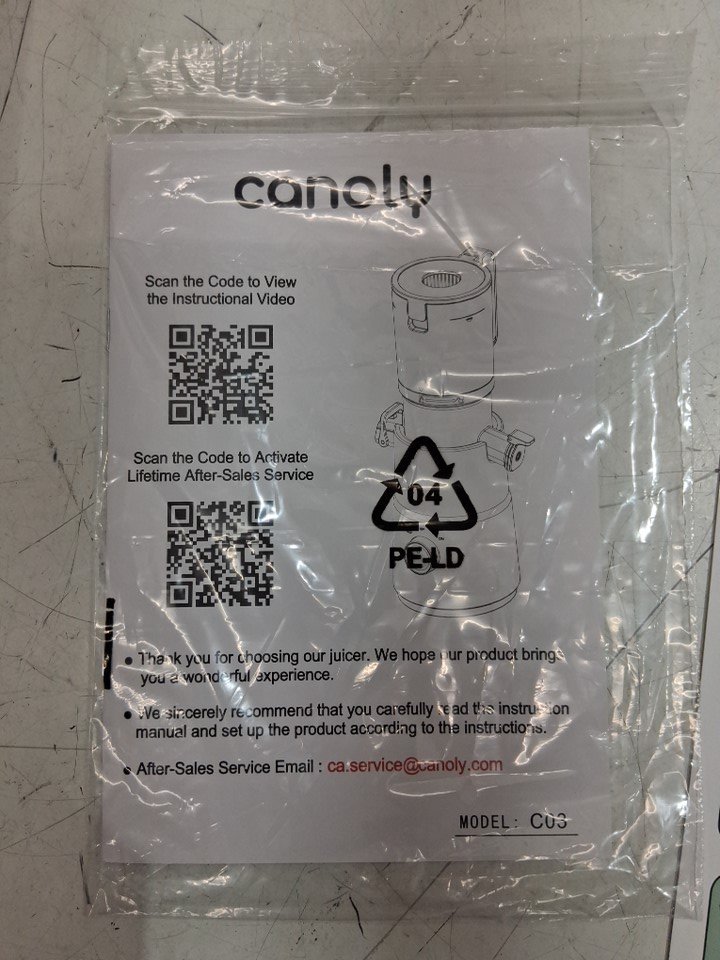 canoly
Scan the Code to View
the Instructional Video
Scan the Code to Activate
Lifetime After-Sales Service
04
PE-LD
• Thank you for choosing our juicer. We hope our product brings
you a wonderful experience.
• We sincerely recommend that you carefully read the instruction
manual and set up the product according to the instructions.
• After-Sales Service Email : ca.service@canoly.com
MODEL: C03